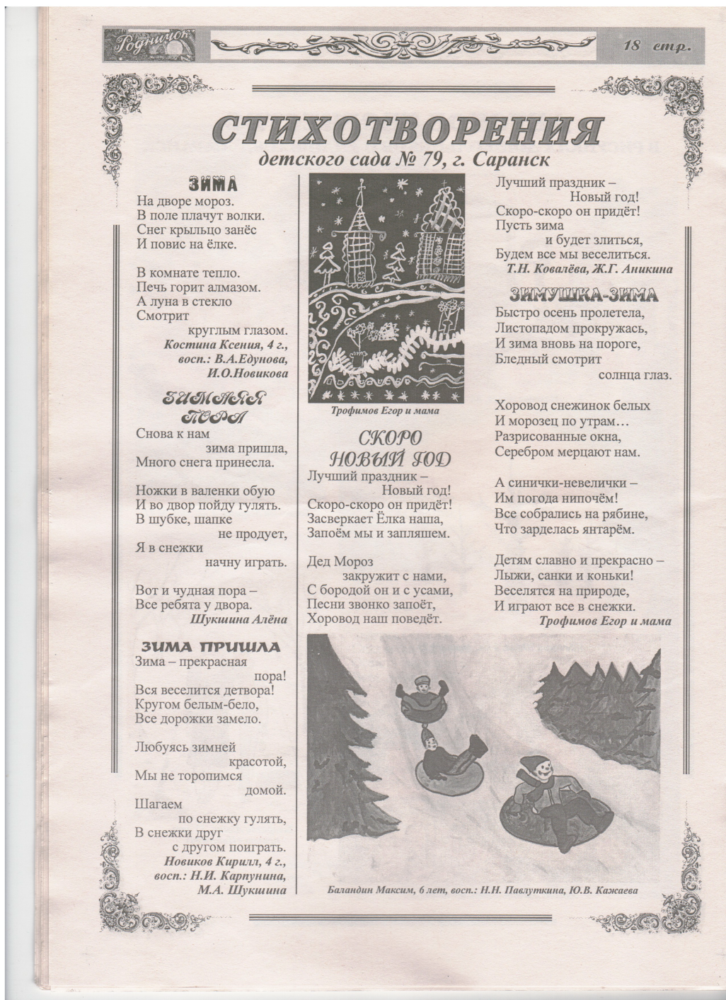 Родничок
18 стр.
СТИХОТВОРЕНИЯ
детского сада № 79, г. Саранск
ЗИМА
На дворе мороз.
В поле плачут волки.
Снег крыльцо занёс
И повис на ёлке.
В комнате тепло.
Печь горит алмазом.
А луна в стекло
Смотрит
круглым глазом.
Костина Ксения, 4 г.,
восп.: В.А.Едунова,
И.О.Новикова
ЗИМНЯЯ
ПОРА
Снова к нам
зима пришла,
Много снега принесла.
Ножки в валенки обую
И во двор пойду гулять.
В шубке, шапке
не продует,
Я в снежки
начну играть.
Вот и чудная пора –
Все ребята у двора.
Шукшина Алёна
ЗИМА ПРИШЛА
Зима – прекрасная
пора!
Вся веселится детвора!
Кругом белым-бело,
Все дорожки замело.
Любуясь зимней
красотой,
Мы не торопимся
домой.
Шагаем
по снежку гулять,
В снежки друг
с другом поиграть.
Новиков Кирилл, 4 г.,
восп.: Н.И. Карпунина,
М.А. Шукшина
Трофимов Егор и мама
СКОРО
НОВЫЙ ГОД
Лучший праздник –
Новый год!
Скоро-скоро он придёт!
Засверкает Ёлка наша,
Запоём мы и запляшем.
Дед Мороз
закружит с нами,
С бородой он и с усами,
Песни звонко запоёт,
Хоровод наш поведёт.
Лучший праздник –
Новый год!
Скоро-скоро он придёт!
Пусть зима
и будет злиться,
Будем все мы веселиться.
Т.Н. Ковалёва, Ж.Г. Аникина
ЗИМУШКА-ЗИМА
Быстро осень пролетела,
Листопадом прокружась,
И зима вновь на пороге,
Бледный смотрит
солнца глаз.
Хоровод снежинок белых
И морозец по утрам…
Разрисованные окна,
Серебром мерцают нам.
А синички-невелички –
Им погода нипочём!
Все собрались на рябине,
Что зарделась янтарём.
Детям славно и прекрасно –
Лыжи, санки и коньки!
Веселятся на природе,
И играют все в снежки.
Трофимов Егор и мама
Баландин Максим, 6 лет, восп.: Н.Н. Павлуткина, Ю.В. Кажаева